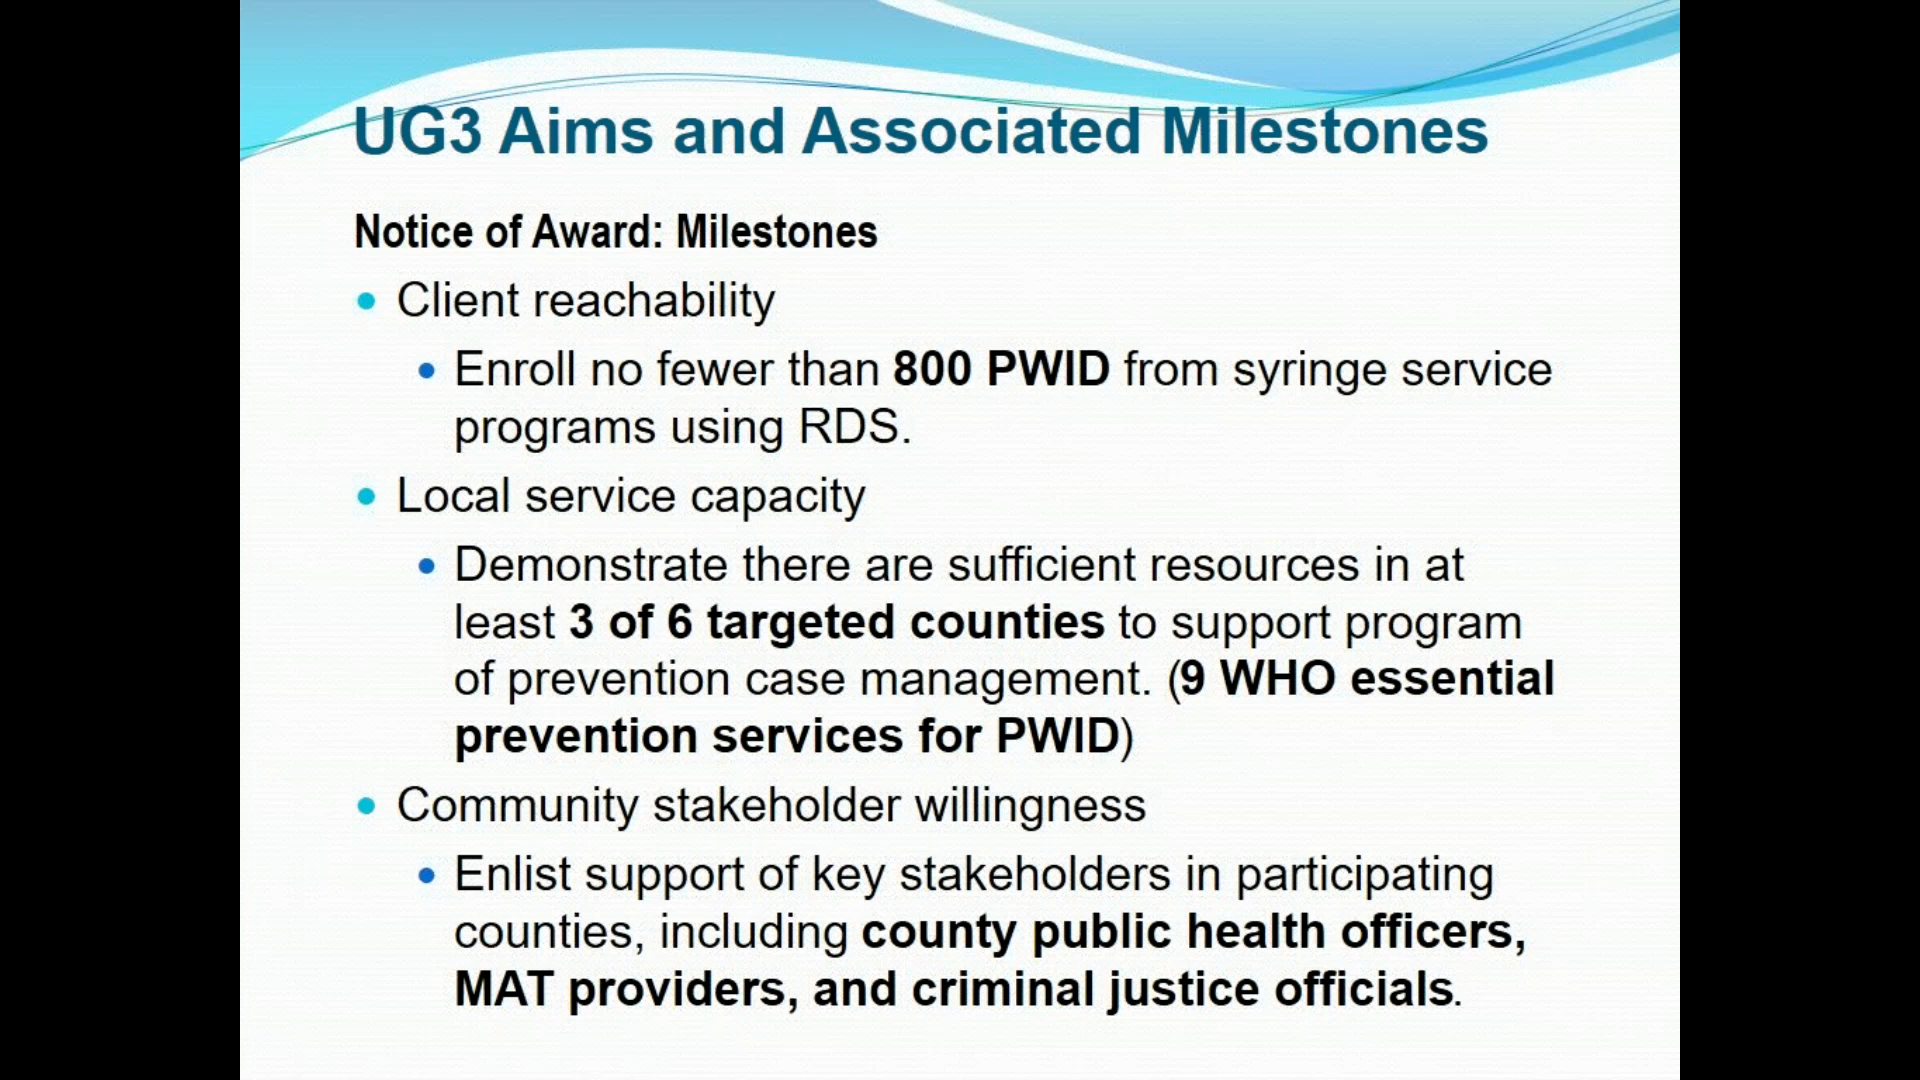 UG3 Aims and Associated Milestones
Notice of Award: Milestones
Client reachability
Enroll no fewer than 800 PWID from syringe service
programs using RDS.
Local service capacity
Demonstrate there are sufficient resources in at
least 3 of 6 targeted counties to support program
of prevention case management. (9 WHO essential
prevention services for PWID)
Community stakeholder willingness
Enlist support of key stakeholders in participating
counties, including county public health officers,
MAT providers, and criminal justice officials.